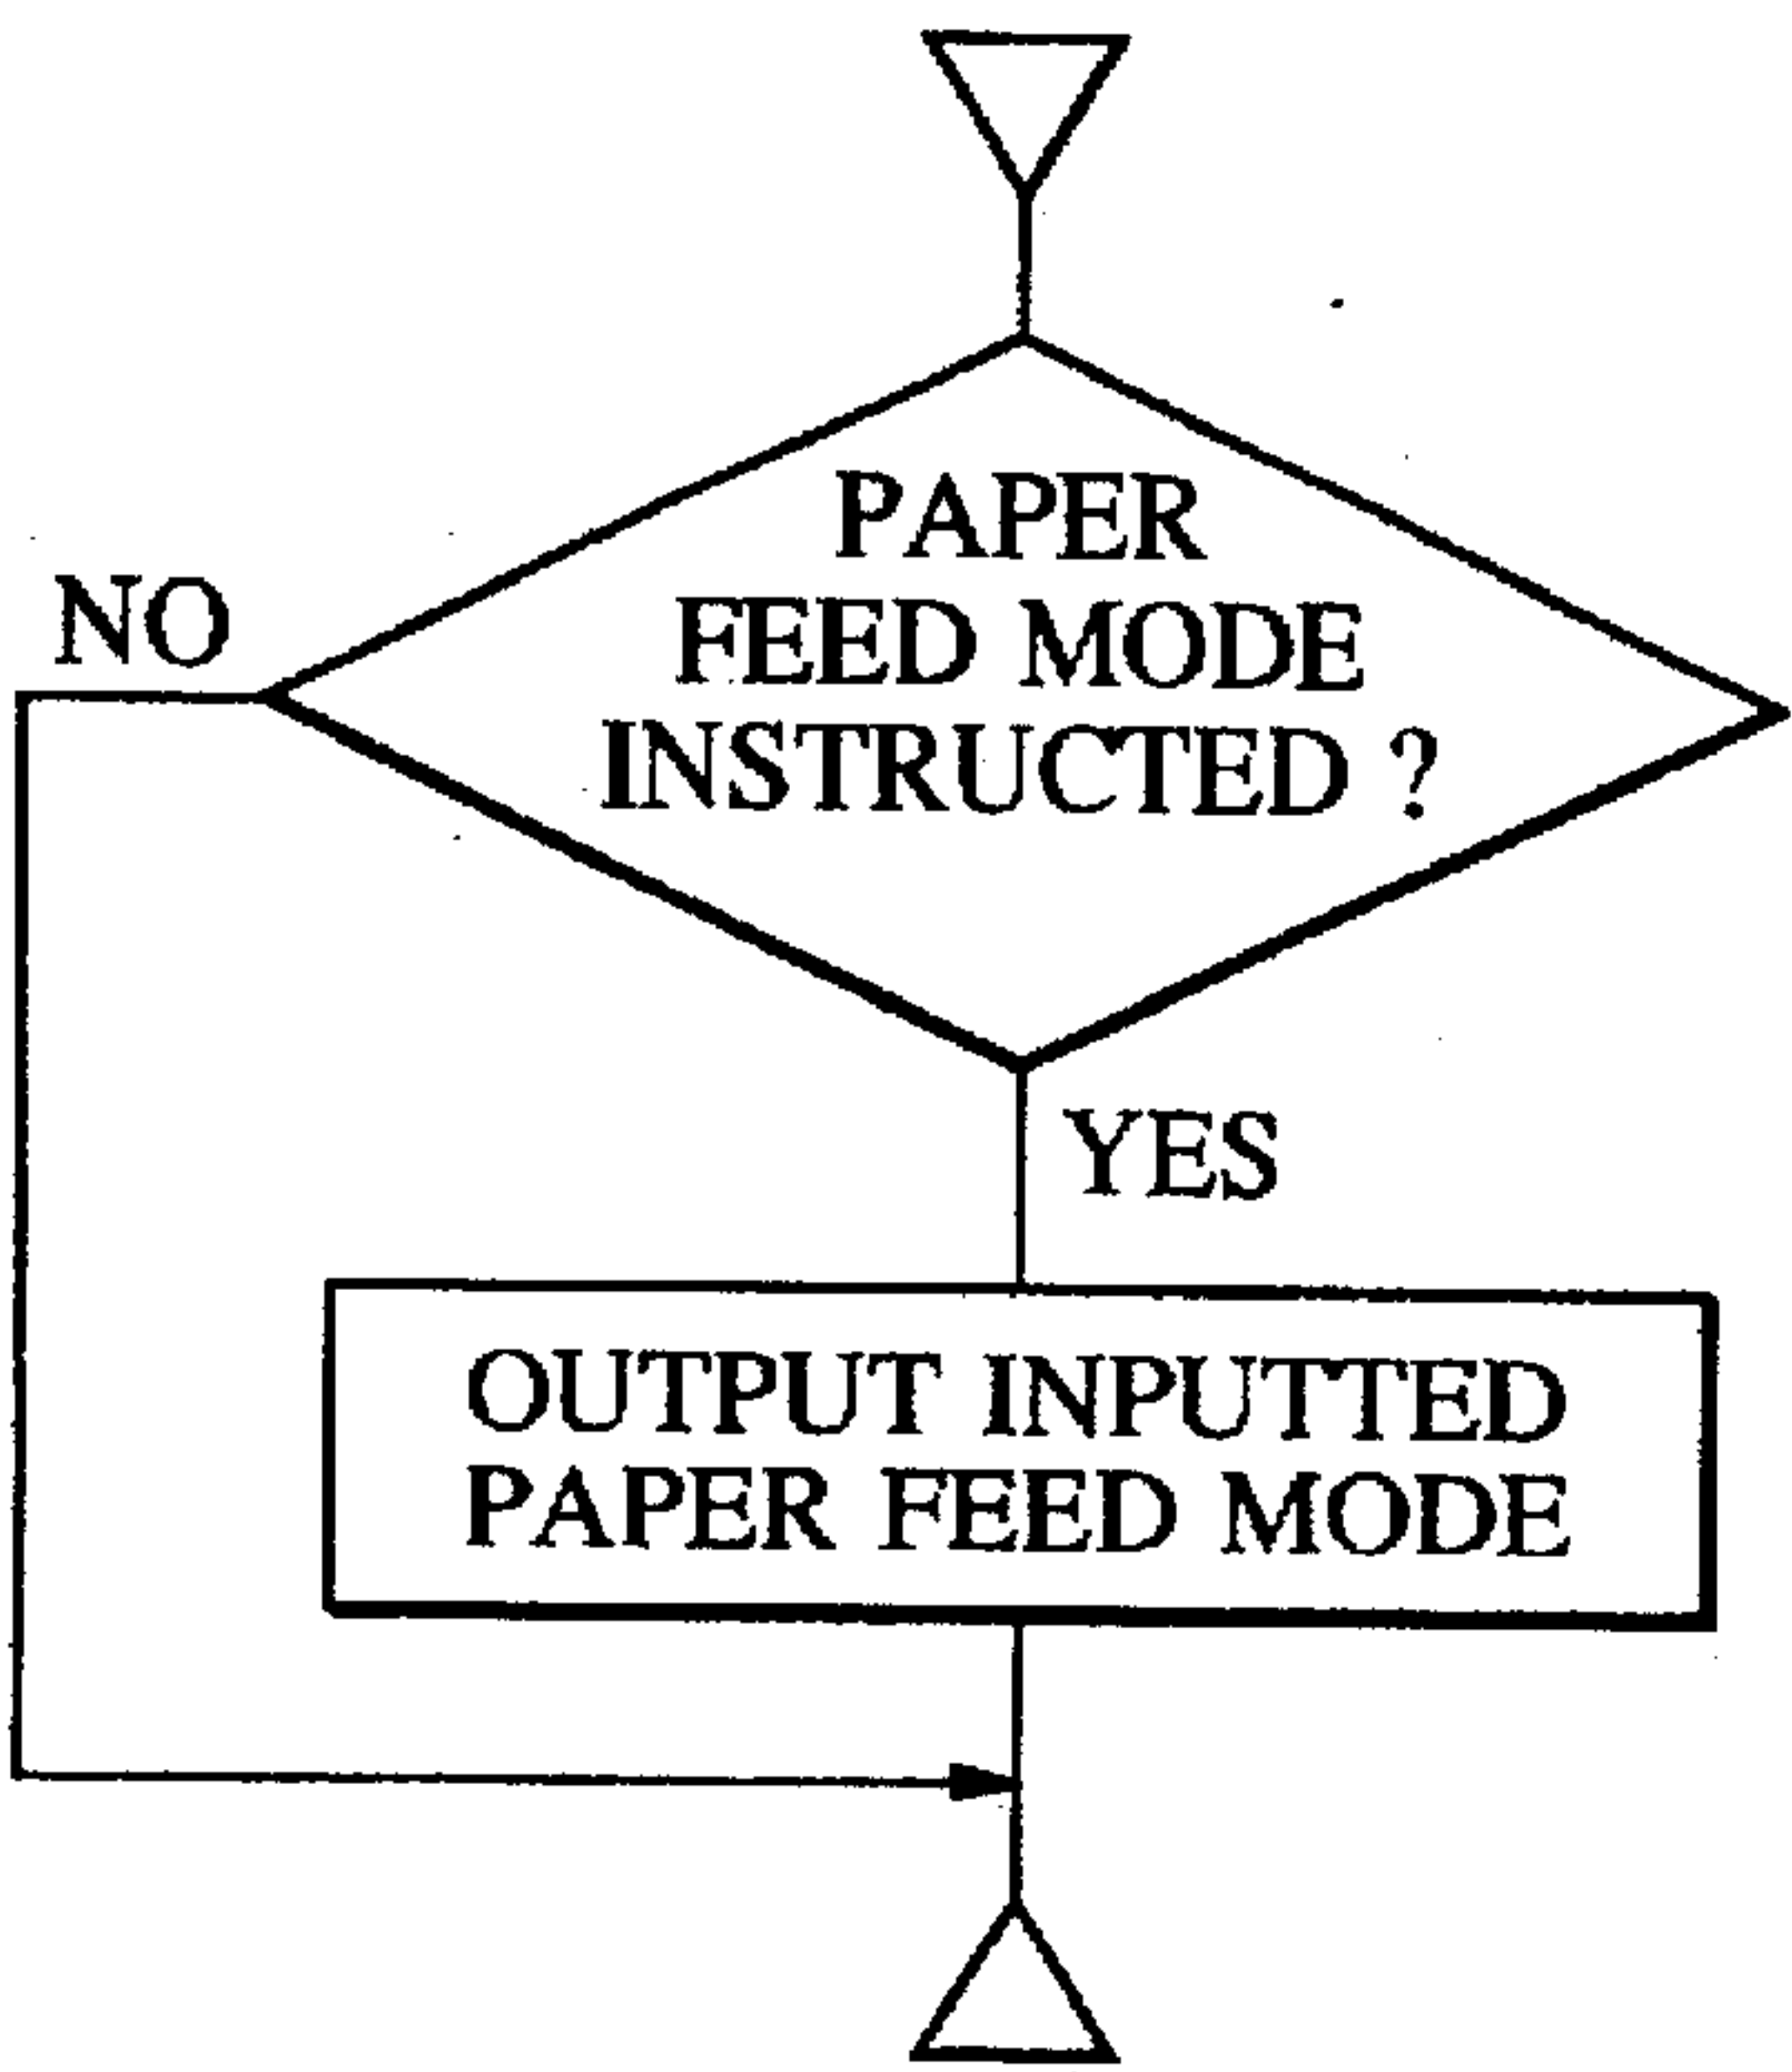 PAPER
FEED MODE
INSTRUCTED ?
NO
YES
OUTPUT INPUTTED
PAPER FEED MODE